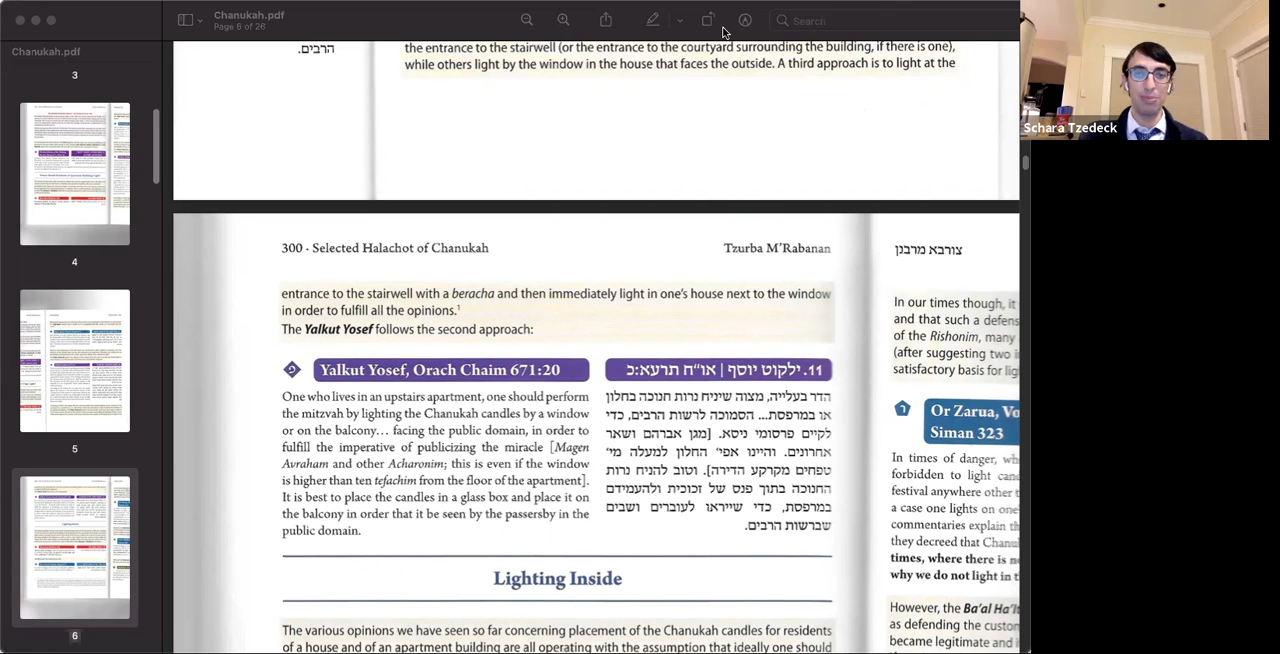 Chanukah.pdf
Page 6 of 26
Search
Chanukah.pdf
3
4
5
6
הרבים.
the entrance to the stairwell (or the entrance to the courtyard surrounding the building, if there is one),
while others light by the window in the house that faces the outside. A third approach is to light at the
300 · Selected Halachot of Chanukah
Tzurba M'Rabanan
entrance to the stairwell with a beracha and then immediately light in one's house next to the window
in order to fulfill all the opinions.¹
The Yalkut Yosef follows the second approach:
Yalkut Yosef, Orach Chaim 671:20
One who lives in an upstairs apartment, one should perform
the mitzvah by lighting the Chanukah candles by a window
or on the balcony… facing the public domain, in order to
fulfill the imperative of publicizing the miracle [Magen
Avraham and other Acharonim; this is even if the window
is higher than ten tefachim from the floor of the apartment].
It is best to place the candles in a glass box and place it on
the balcony in order that it be seen by the passersby in the
public domain.
11. ילקוט יוסף | או"ח תרעא:כ
הדר בעלייה, מצוה שיניח נרות חנוכה בחלון
או במרפסת... הסמוכה לרשות הרבים, כדי
לקיים פרסומי ניסא. [מגן אברהם ושאר
אחרונים. והיינו אפי' החלון למעלה מי'
טפחים מקרקע הדירה]. וטוב להניח נרות
החנוכה בתוך תיבה של זכוכית ולהעמידם
במרפסת, כדי שייראו לעוברים ושבים
שברשות הרבים.
Lighting Inside
The various opinions we have seen so far concerning placement of the Chanukah candles for residents
of a house and of an apartment building are all operating with the assumption that ideally one should
צורבא מרבנן
In our times though, it
and that such a defens
of the Rishonim, many
(after suggesting two i
satisfactory basis for lig
Or Zarua, Vo
Siman 323
In times of danger, wh
forbidden to light canc
festival anywhere other t
a case one lights on one
commentaries explain th
they decreed that Chanu
times, where there is no
why we do not light in t
However, the Ba'al Ha'It
as defending the custom
became legitimate and i
Schara Tzedeck